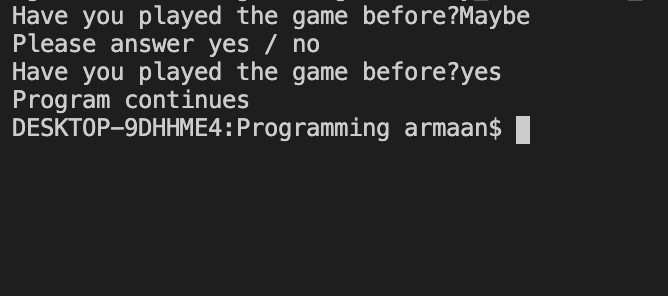 Have you played the game before?Maybe
Please answer yes / no
Have you played the game before?yes
Program continues
DESKTOP-9DHHME4:Programming armaan$